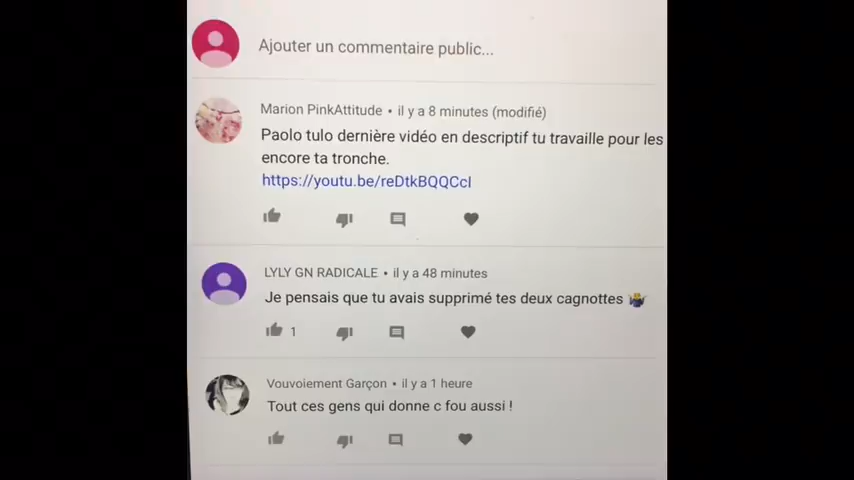 Ajouter un commentaire public...
Marion PinkAttitude • il y a 8 minutes (modifié)
Paolo tulo dernière vidéo en descriptif tu travaille pour les
encore ta tronche.
https://youtu.be/reDtkBQQCcI
LYLY GN RADICALE • il y a 48 minutes
Je pensais que tu avais supprimé tes deux cagnottes 🤷
1
Vouvoiement Garçon • il y a 1 heure
Tout ces gens qui donne c fou aussi !